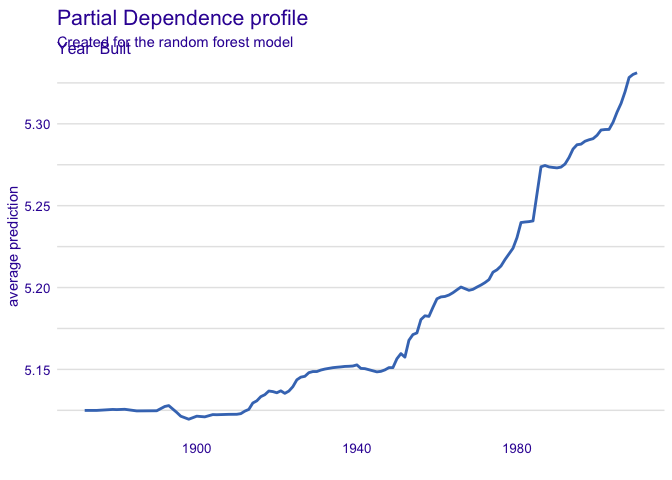 Partial Dependence profile
Created for the random forest model
Year_Built
average prediction
5.30
5.25
5.20
5.15
1900 1940 1980